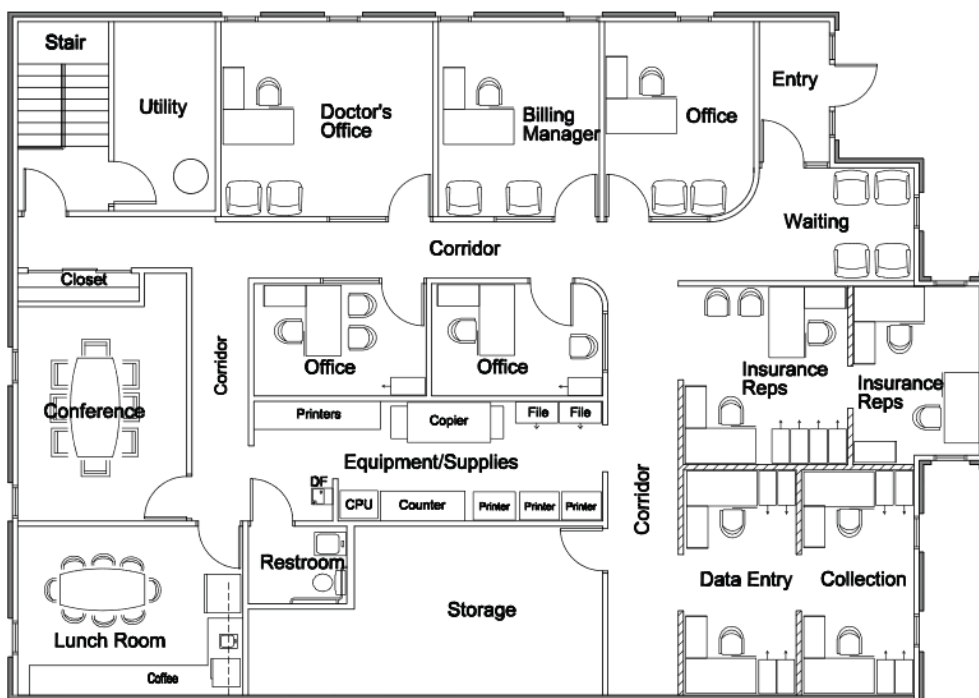 Stair
Utility
Doctor's
Office
Billing
Manager
Office
Entry
Waiting
Corridor
Closet
Corridor
Office
Office
Insurance
Reps
Insurance
Reps
Conference
Printers
Copier
File
File
Equipment/Supplies
DF
CPU
Counter
Printer
Printer
Printer
Corridor
Restroom
Storage
Data Entry
Collection
Lunch Room
Coffee